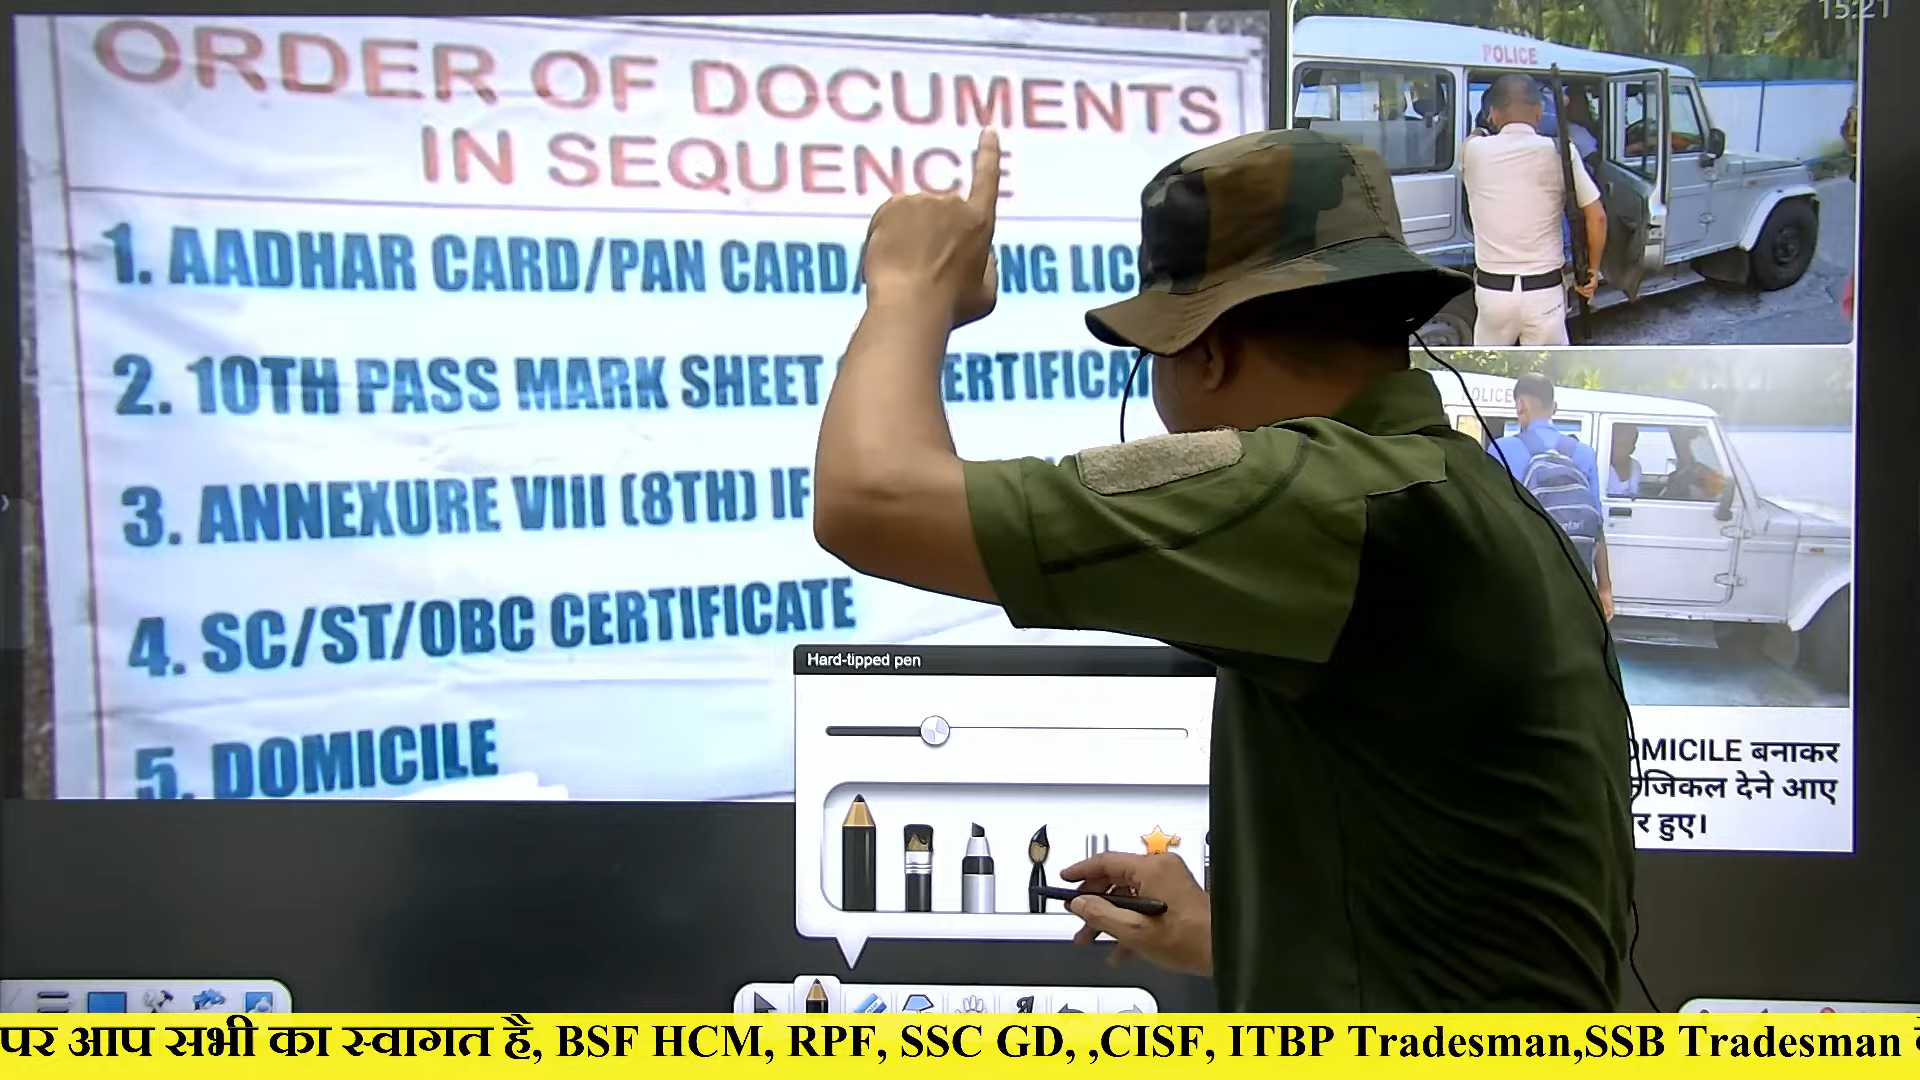 15:21
ORDER OF DOCUMENTS
IN SEQUENCE
1. AADHAR CARD/PAN CARD/
2. 10TH PASS MARK SHEET
3. ANNEXURE VIII (8TH) IF
4. SC/ST/OBC CERTIFICATE
5. DOMICILE
POLICE
POLICE
safari
Hard-tipped pen
बनाकर
देने आए
हुए।
पर आप सभी का स्वागत है, BSF HCM, RPF, SSC GD, ,CISF, ITBP Tradesman,SSB Tradesman